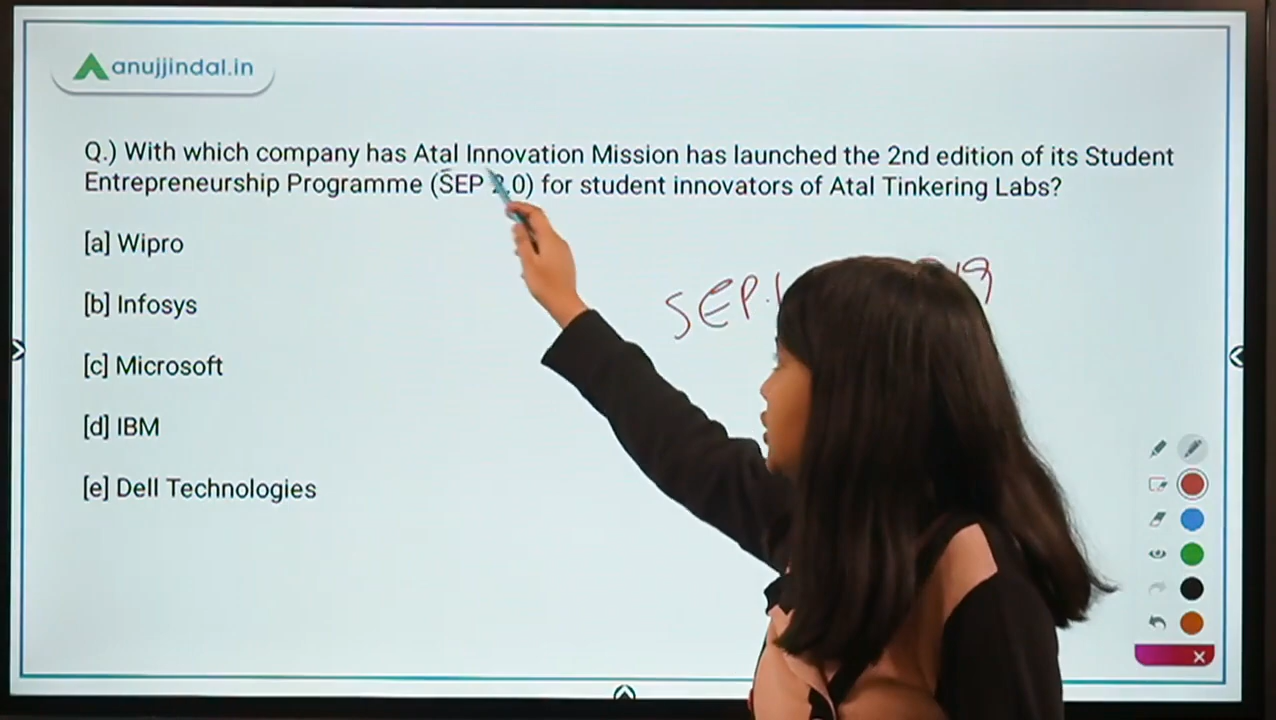 anujjindal.in
Q.) With which company has Atal Innovation Mission has launched the 2nd edition of its Student
Entrepreneurship Programme (SEP 2.0) for student innovators of Atal Tinkering Labs?
[a] Wipro
[b] Infosys
SEP.
[c] Microsoft
[d] IBM
[e] Dell Technologies